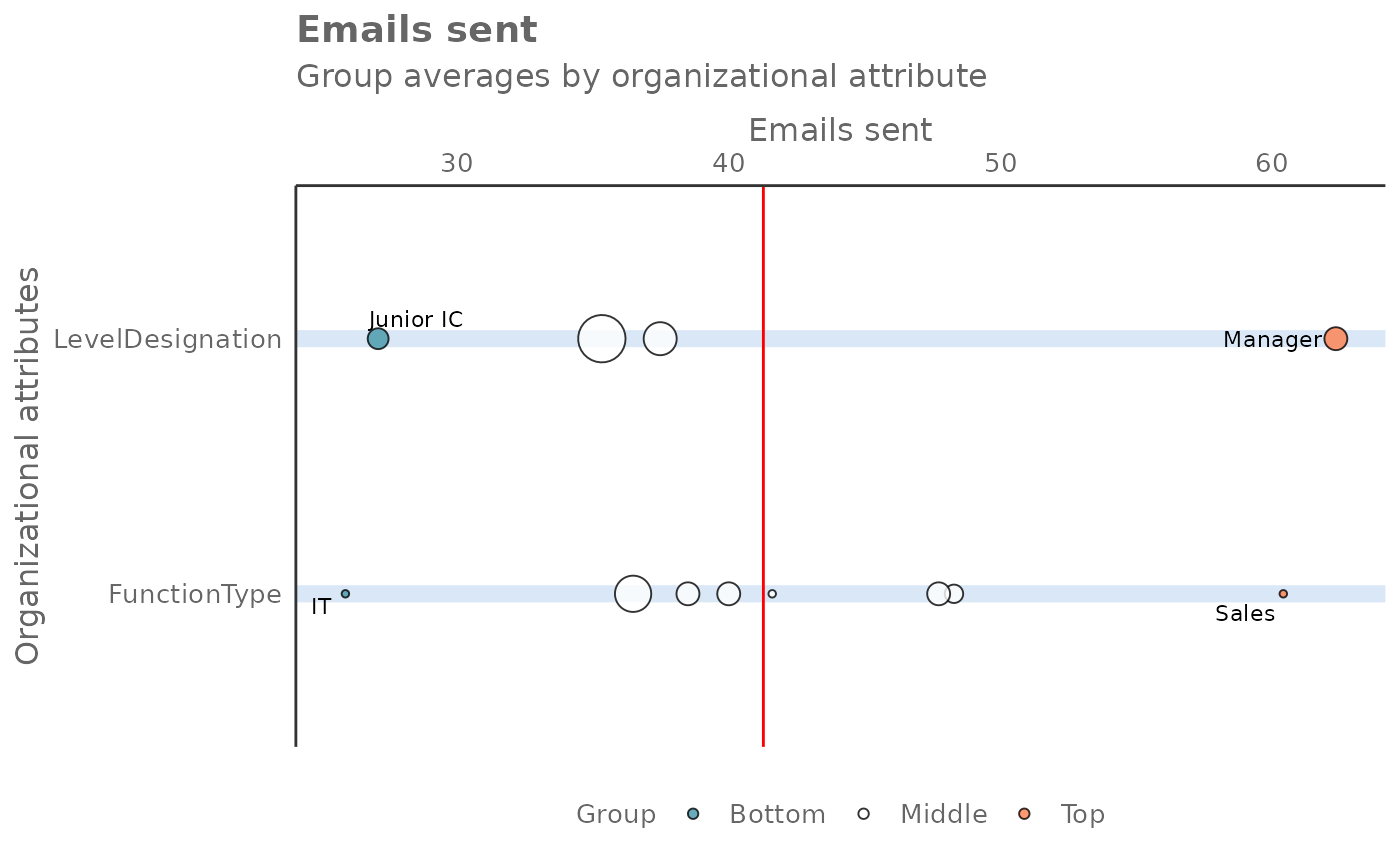 Emails sent
Group averages by organizational attribute
Emails sent
30 40 50 60
Organizational attributes
Junior IC
LevelDesignation
Manager
FunctionType
IT
Sales
Group Bottom Middle Top